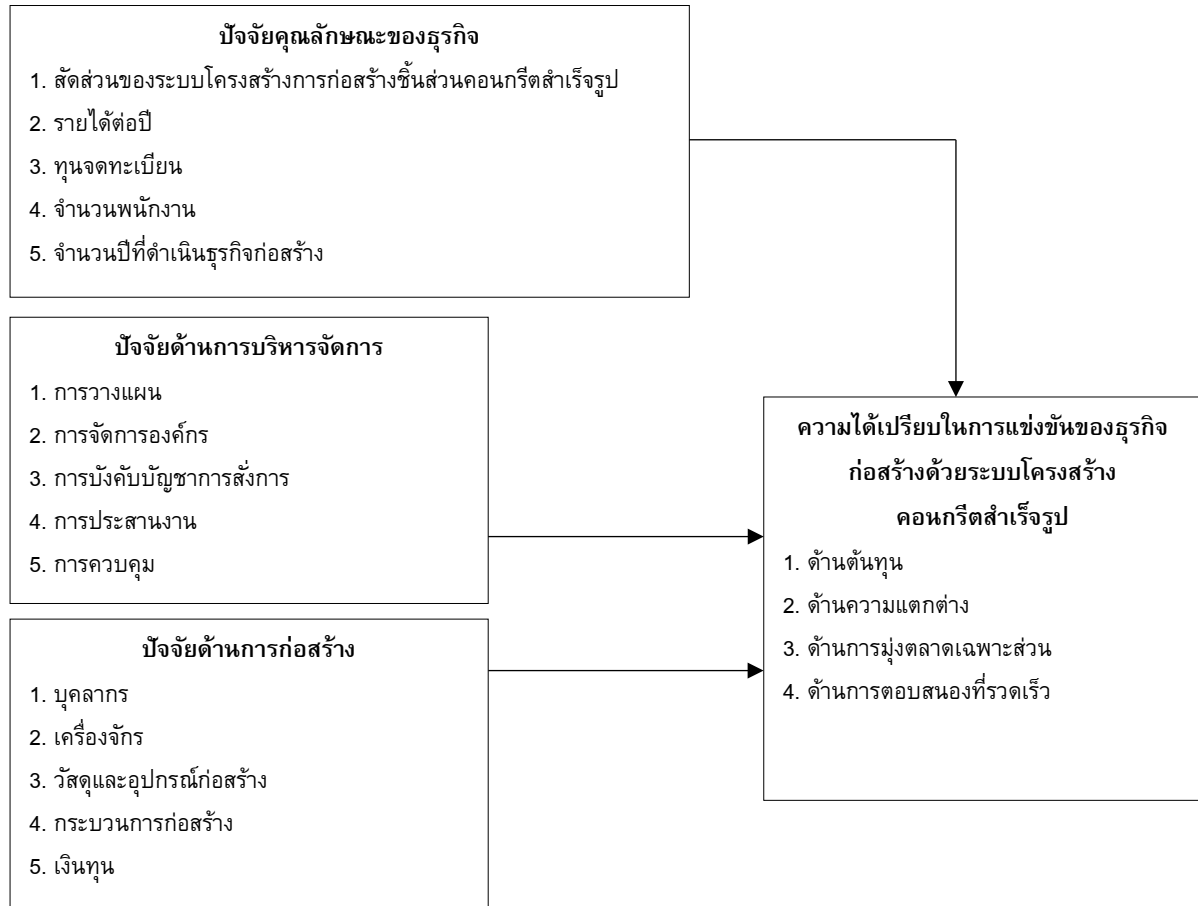 ปัจจัยคุณลักษณะของธุรกิจ
1. สัดส่วนของระบบโครงสร้างการก่อสร้างชิ้นส่วนคอนกรีตสำเร็จรูป
2. รายได้ต่อปี
3. ทุนจดทะเบียน
4. จำนวนพนักงาน
5. จำนวนปีที่ดำเนินธุรกิจก่อสร้าง
ปัจจัยด้านการบริหารจัดการ
1. การวางแผน
2. การจัดการองค์กร
3. การบังคับบัญชาการสั่งการ
4. การประสานงาน
5. การควบคุม
ปัจจัยด้านการก่อสร้าง
1. บุคลากร
2. เครื่องจักร
3. วัสดุและอุปกรณ์ก่อสร้าง
4. กระบวนการก่อสร้าง
5. เงินทุน
ความได้เปรียบในการแข่งขันของธุรกิจ
ก่อสร้างด้วยระบบโครงสร้าง
คอนกรีตสำเร็จรูป
1. ด้านต้นทุน
2. ด้านความแตกต่าง
3. ด้านการมุ่งตลาดเฉพาะส่วน
4. ด้านการตอบสนองที่รวดเร็ว